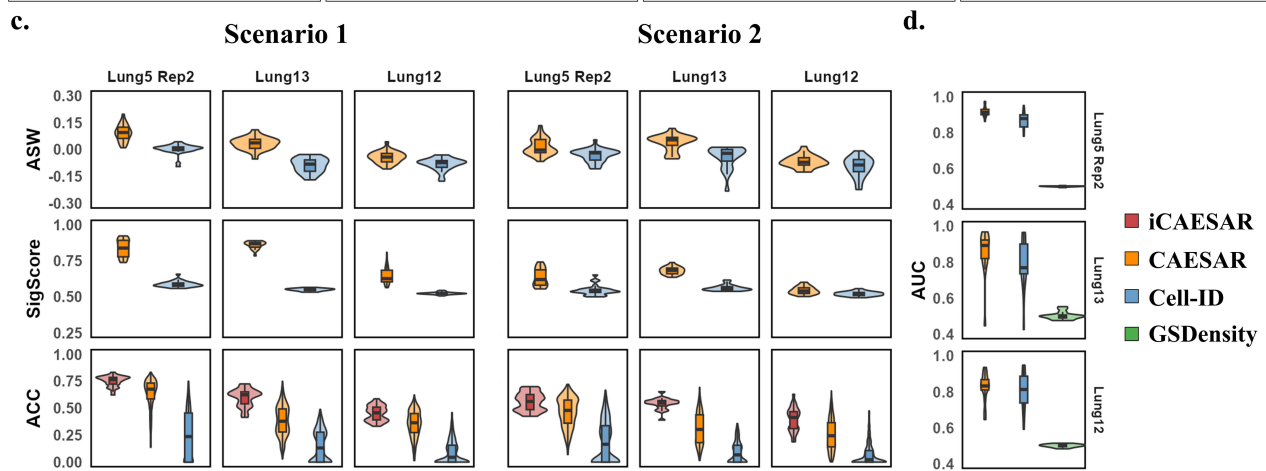 c.
Scenario 1
Scenario 2
d.
Lung5 Rep2
Lung13
Lung12
Lung5 Rep2
Lung13
Lung12
ASW
0.30
0.15
0.00
-0.15
-0.30
SigScore
1.00
0.75
0.50
0.25
ACC
1.00
0.75
0.50
0.25
0.00
AUC
1.0
0.8
0.6
0.4
Lung5 Rep2
1.0
0.8
0.6
0.4
Lung13
1.0
0.8
0.6
0.4
Lung12
iCAESAR
CAESAR
Cell-ID
GSDensity